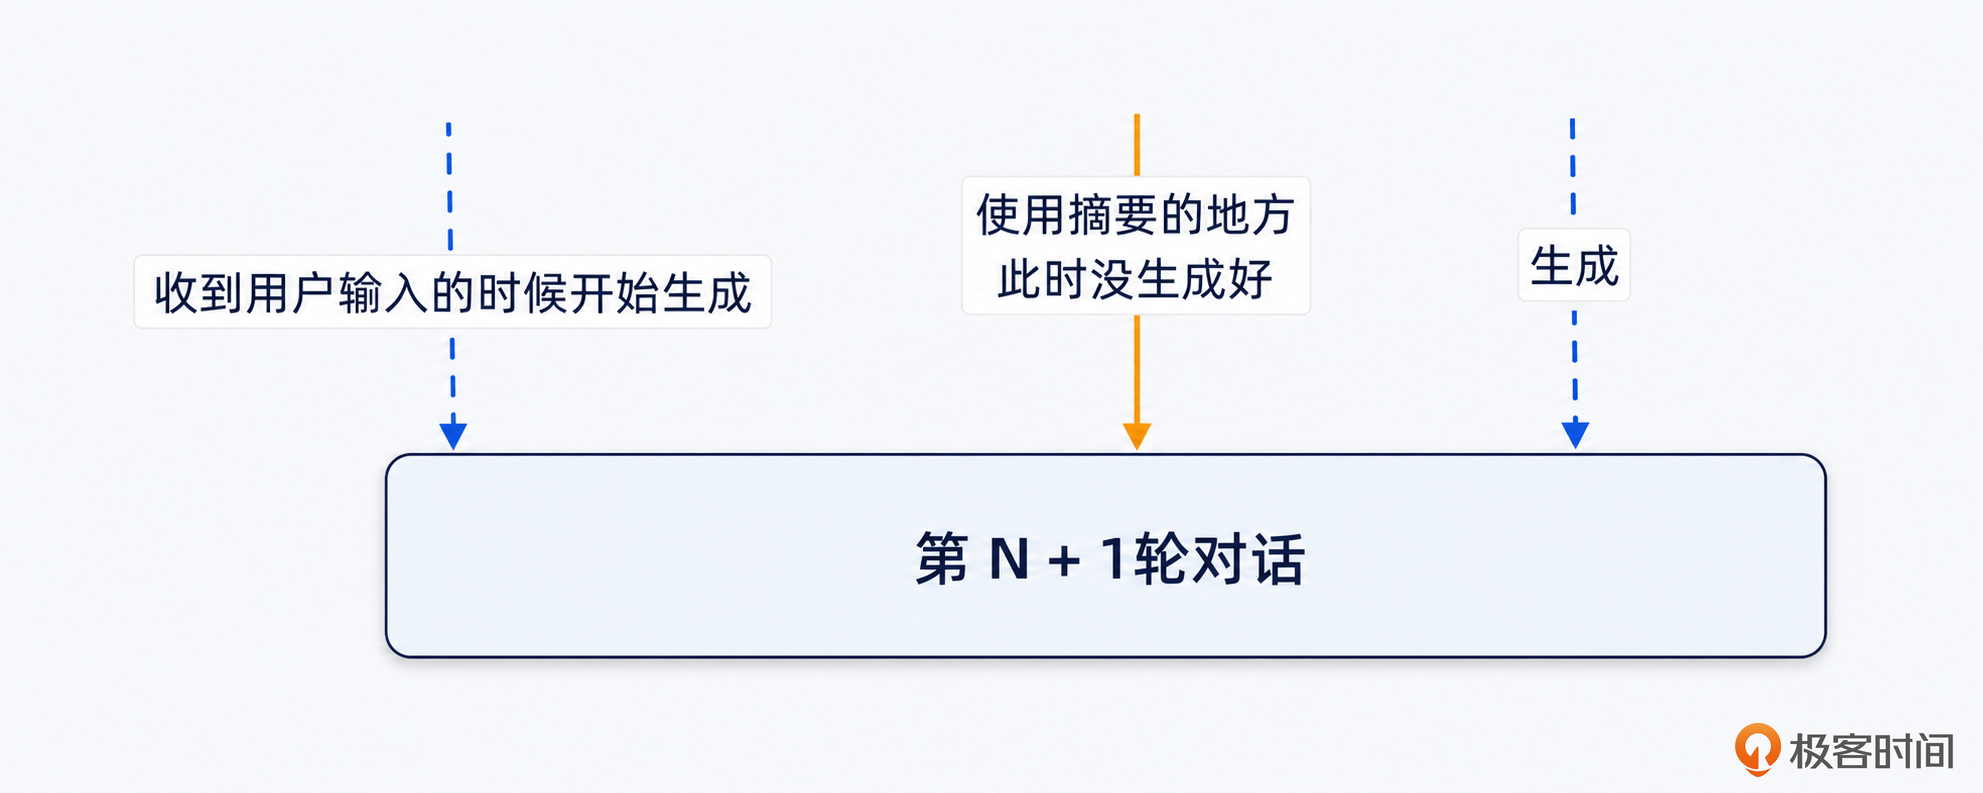 收到用户输入的时候开始生成
使用摘要的地方
此时没生成好
生成
第 N + 1轮对话
极客时间